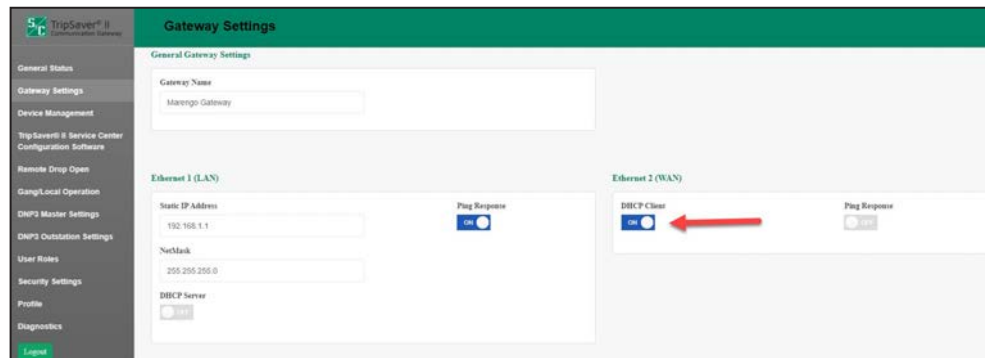 S&C TripSaver® II
Communication Gateway
Gateway Settings
General Status
Gateway Settings
Device Management
TripSaver® II Service Center
Configuration Software
Remote Drop Open
Gang/Local Operation
DNP3 Master Settings
DNP3 Outstation Settings
User Roles
Security Settings
Profile
Diagnostics
Logout
General Gateway Settings
Gateway Name
Marengo Gateway
Ethernet 1 (LAN)
Static IP Address
192.168.1.1
Ping Response
ON
NetMask
255.255.255.0
DHCP Server
OFF
Ethernet 2 (WAN)
DHCP Client
ON
Ping Response
OFF